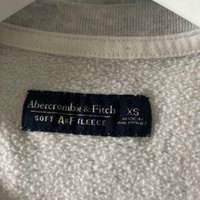 Abercrombie & Fitch
SOFT A&F FLEECE
XS